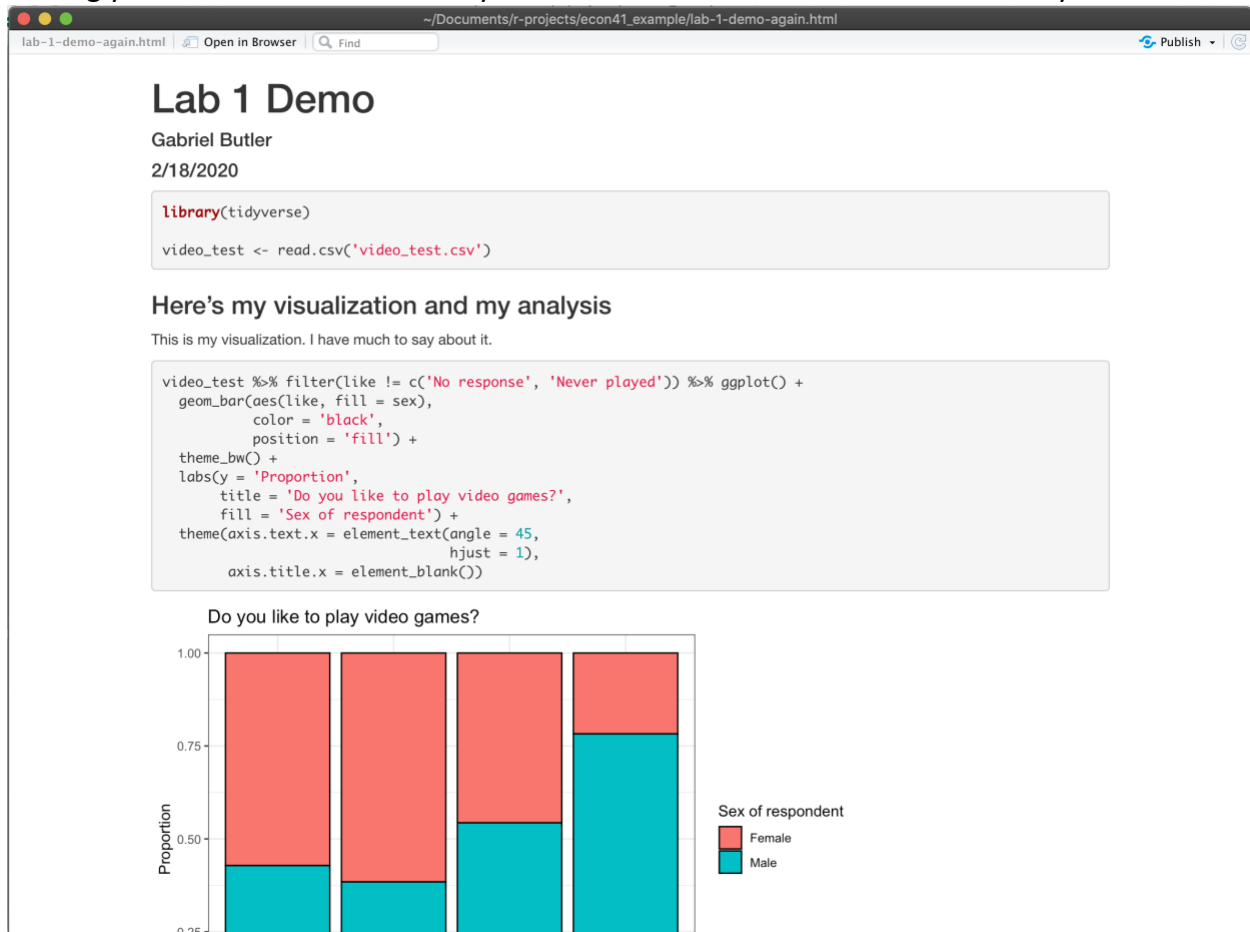 ~/Documents/r-projects/econ41_example/lab-1-demo-again.html
lab-1-demo-again.html Open in Browser Find Publish
Lab 1 Demo
Gabriel Butler
2/18/2020
library(tidyverse)
video_test <- read.csv('video_test.csv')
Here’s my visualization and my analysis
This is my visualization. I have much to say about it.
video_test %>% filter(like != c('No response', 'Never played')) %>% ggplot() +
geom_bar(aes(like, fill = sex),
color = 'black',
position = 'fill') +
theme_bw() +
labs(y = 'Proportion',
title = 'Do you like to play video games?',
fill = 'Sex of respondent') +
theme(axis.text.x = element_text(angle = 45,
hjust = 1),
axis.title.x = element_blank())
Do you like to play video games?
1.00
0.75
0.50
Proportion
Sex of respondent
Female
Male